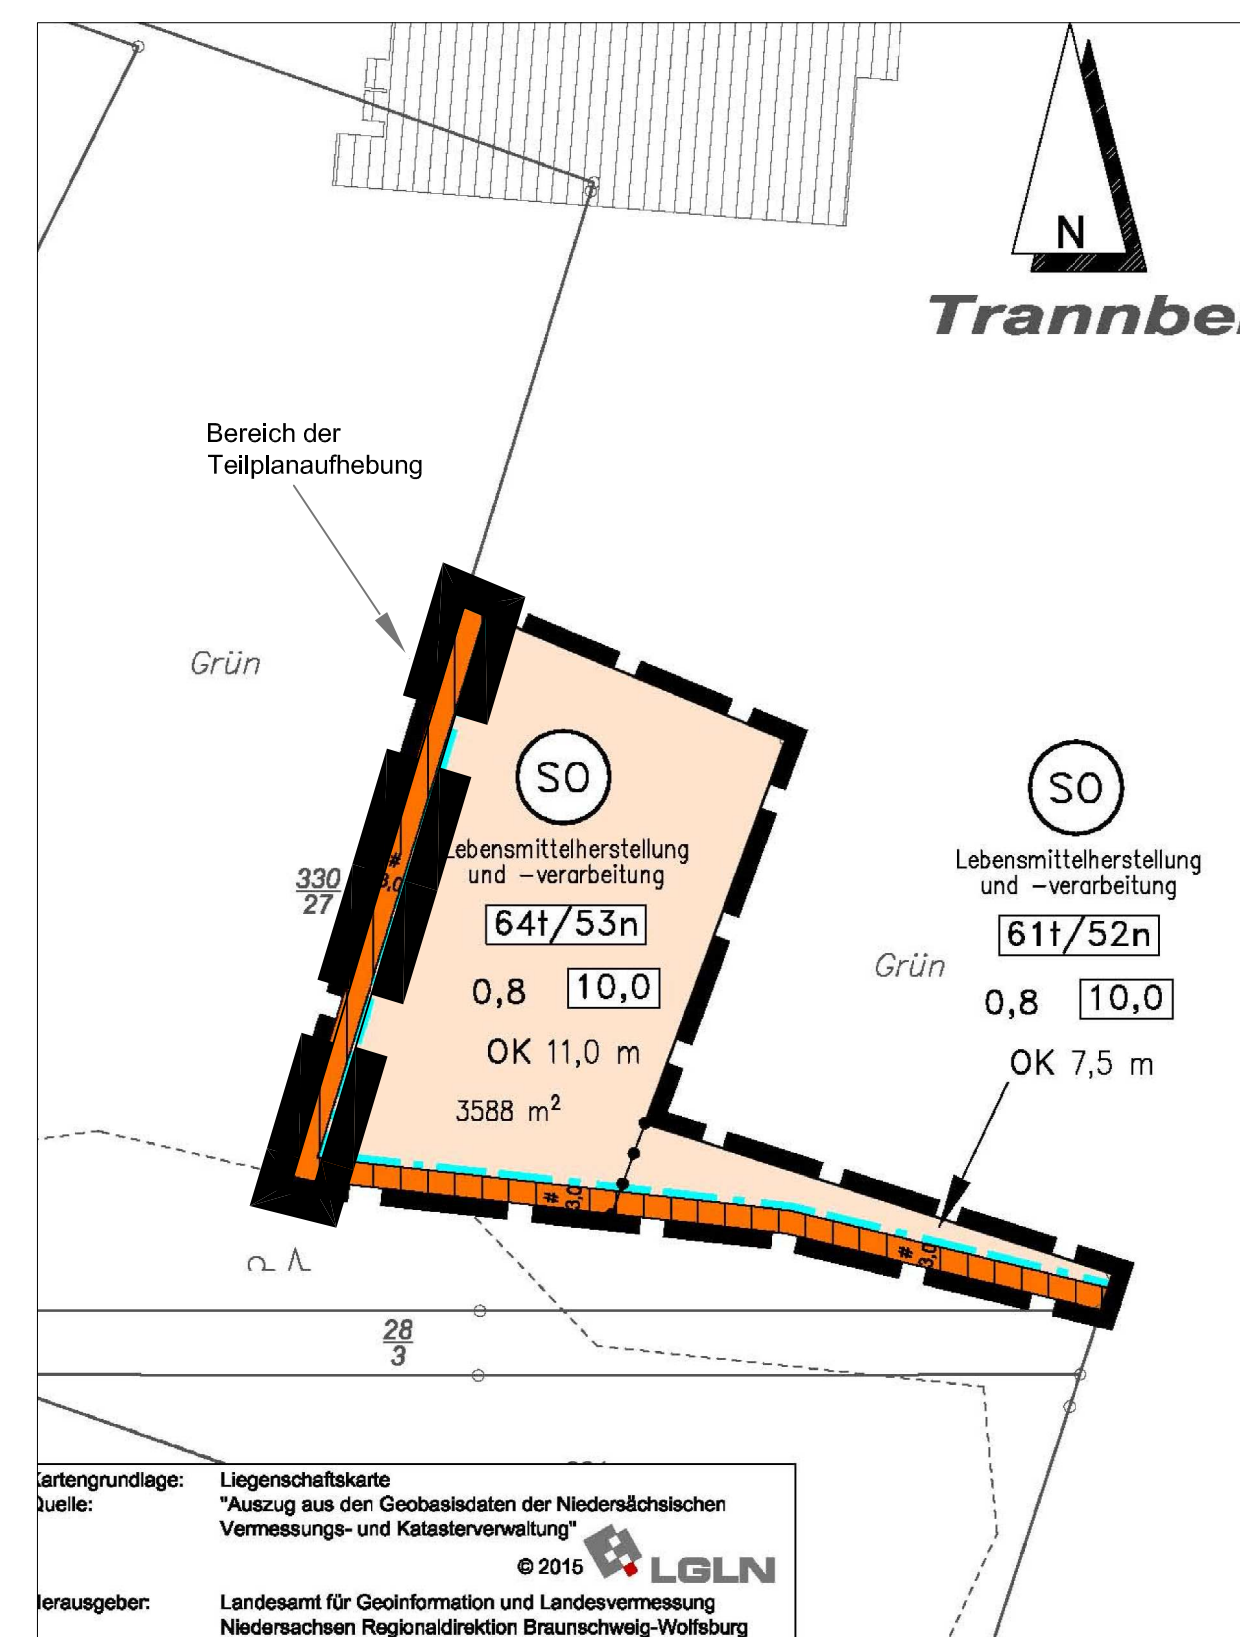 N
Trannbe
Bereich der
Teilplanaufhebung
Grün
SO
Lebensmittelherstellung
und -verarbeitung
64t/53n
0,8 10,0
OK 11,0 m
3588 m²
SO
Lebensmittelherstellung
und -verarbeitung
61t/52n
0,8 10,0
OK 7,5 m
Grün
330
27
#
3,0
#
3,0
#
3,0
28
3
Kartengrundlage: Liegenschaftskarte
Quelle: "Auszug aus den Geobasisdaten der Niedersächsischen
Vermessungs- und Katasterverwaltung"
© 2015 LGLN
Herausgeber: Landesamt für Geoinformation und Landesvermessung
Niedersachsen Regionaldirektion Braunschweig-Wolfsburg